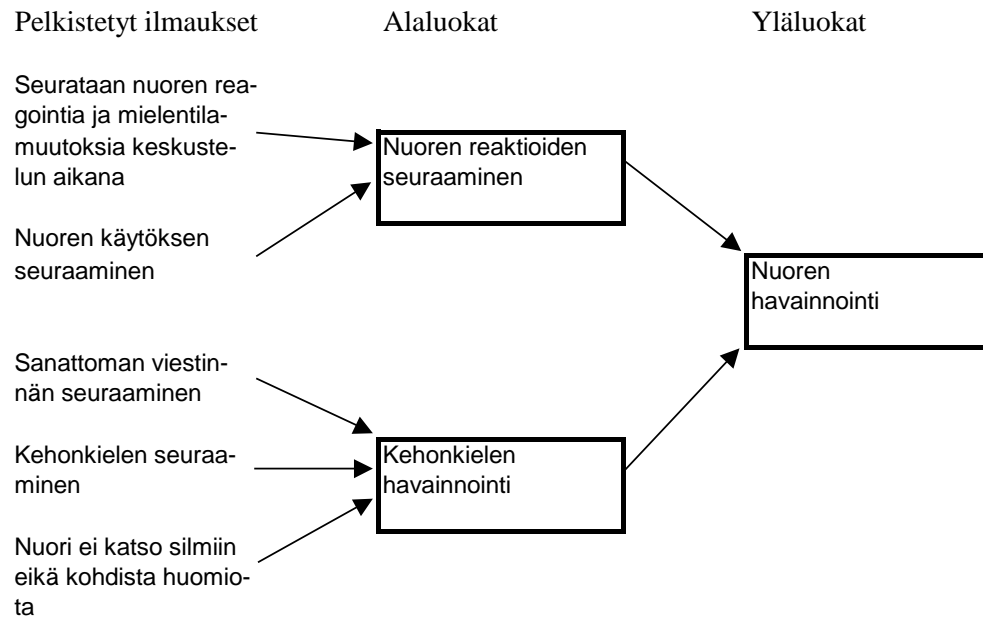 Pelkistetyt ilmaukset
Alaluokat
Yläluokat
Seurataan nuoren rea-
gointia ja mielentila-
muutoksia keskuste-
lun aikana
Nuoren reaktioiden
seuraaminen
Nuoren käytöksen
seuraaminen
Nuoren
havainnointi
Sanattoman viestin-
nän seuraaminen
Kehonkielen seuraa-
minen
Kehonkielen
havainnointi
Nuori ei katso silmiin
eikä kohdista huomio-
ta